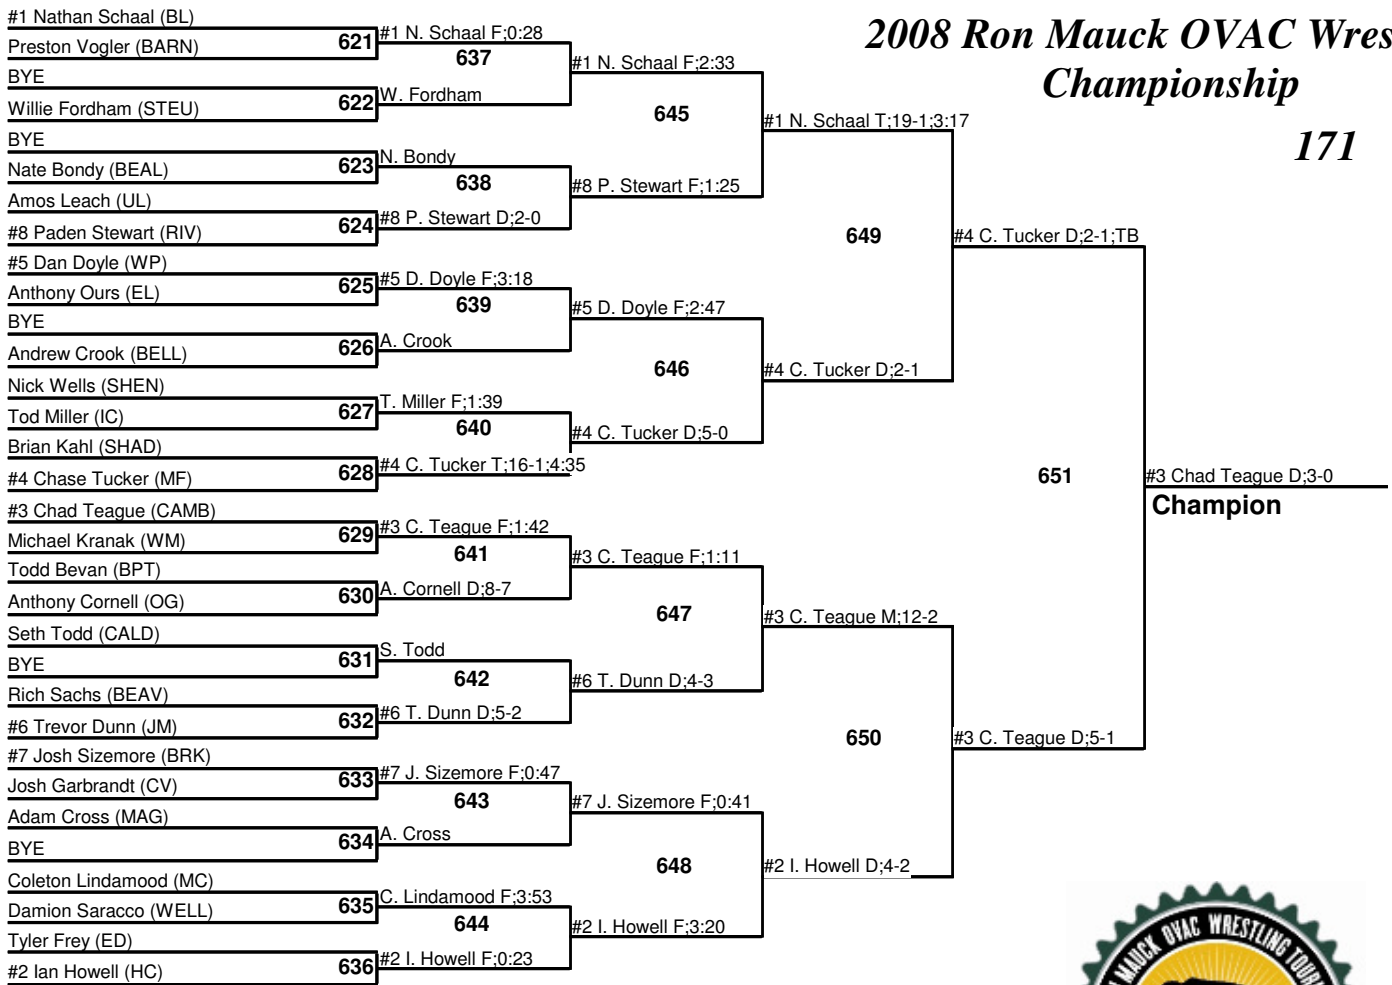 2008 Ron Mauck OVAC Wres
Championship
171
#1 Nathan Schaal (BL)
Preston Vogler (BARN)
BYE
Willie Fordham (STEU)
BYE
Nate Bondy (BEAL)
Amos Leach (UL)
#8 Paden Stewart (RIV)
#5 Dan Doyle (WP)
Anthony Ours (EL)
BYE
Andrew Crook (BELL)
Nick Wells (SHEN)
Tod Miller (IC)
Brian Kahl (SHAD)
#4 Chase Tucker (MF)
#3 Chad Teague (CAMB)
Michael Kranak (WM)
Todd Bevan (BPT)
Anthony Cornell (OG)
Seth Todd (CALD)
BYE
Rich Sachs (BEAV)
#6 Trevor Dunn (JM)
#7 Josh Sizemore (BRK)
Josh Garbrandt (CV)
Adam Cross (MAG)
BYE
Coleton Lindamood (MC)
Damion Saracco (WELL)
Tyler Frey (ED)
#2 Ian Howell (HC)
621
622
623
624
625
626
627
628
629
630
631
632
633
634
635
636
#1 N. Schaal F;0:28
637
W. Fordham
N. Bondy
638
#8 P. Stewart D;2-0
#5 D. Doyle F;3:18
639
A. Crook
T. Miller F;1:39
640
#4 C. Tucker T;16-1;4:35
#3 C. Teague F;1:42
641
A. Cornell D;8-7
S. Todd
642
#6 T. Dunn D;5-2
#7 J. Sizemore F;0:47
643
A. Cross
C. Lindamood F;3:53
644
#2 I. Howell F;0:23
#1 N. Schaal F;2:33
645
#8 P. Stewart F;1:25
#5 D. Doyle F;2:47
646
#4 C. Tucker D;5-0
#3 C. Teague F;1:11
647
#6 T. Dunn D;4-3
#7 J. Sizemore F;0:41
648
#2 I. Howell F;3:20
#1 N. Schaal T;19-1;3:17
649
#4 C. Tucker D;2-1
#3 C. Teague M;12-2
650
#2 I. Howell D;4-2
#4 C. Tucker D;2-1;TB
651
#3 C. Teague D;5-1
#3 Chad Teague D;3-0
Champion
MAUCK OVAC WRESTLING TOUR